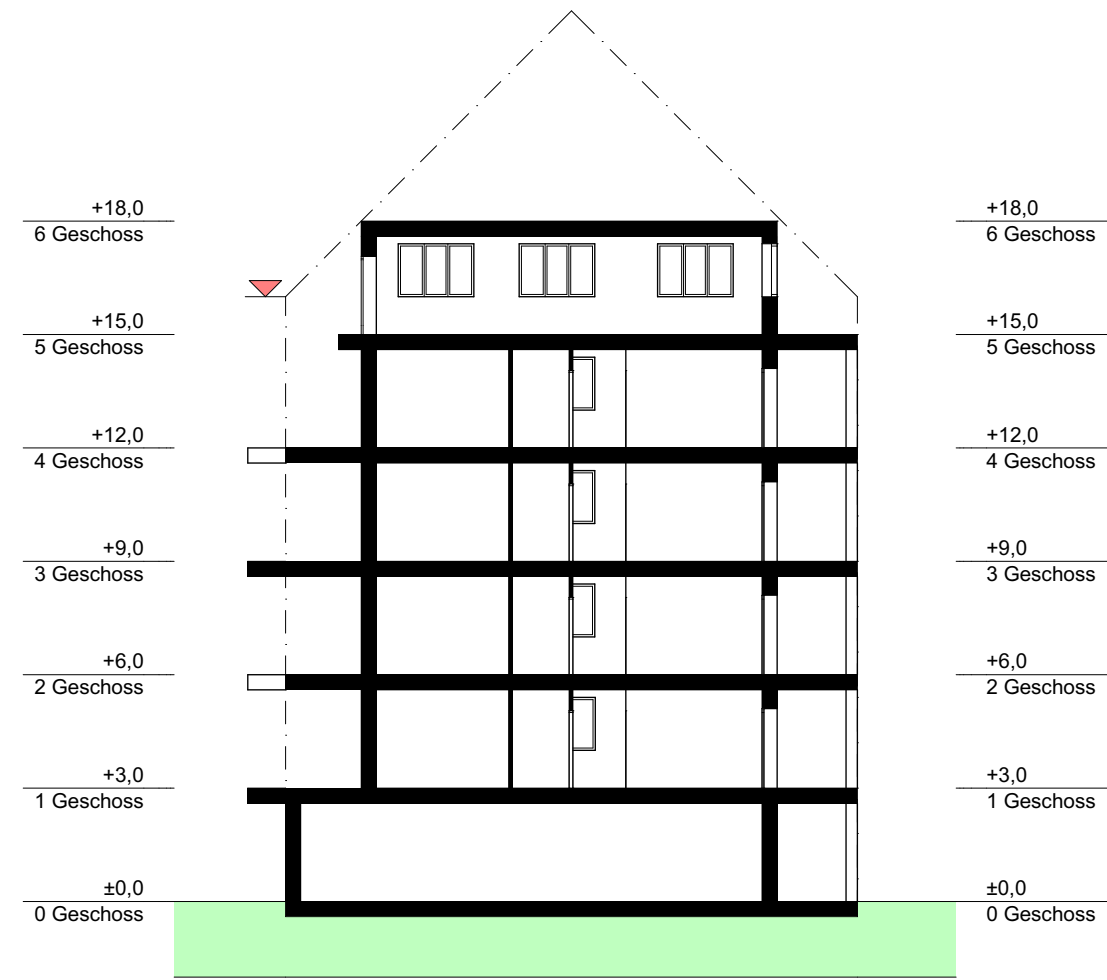 +18,0
6 Geschoss
+18,0
6 Geschoss
+15,0
5 Geschoss
+15,0
5 Geschoss
+12,0
4 Geschoss
+12,0
4 Geschoss
+9,0
3 Geschoss
+9,0
3 Geschoss
+6,0
2 Geschoss
+6,0
2 Geschoss
+3,0
1 Geschoss
+3,0
1 Geschoss
±0,0
0 Geschoss
±0,0
0 Geschoss